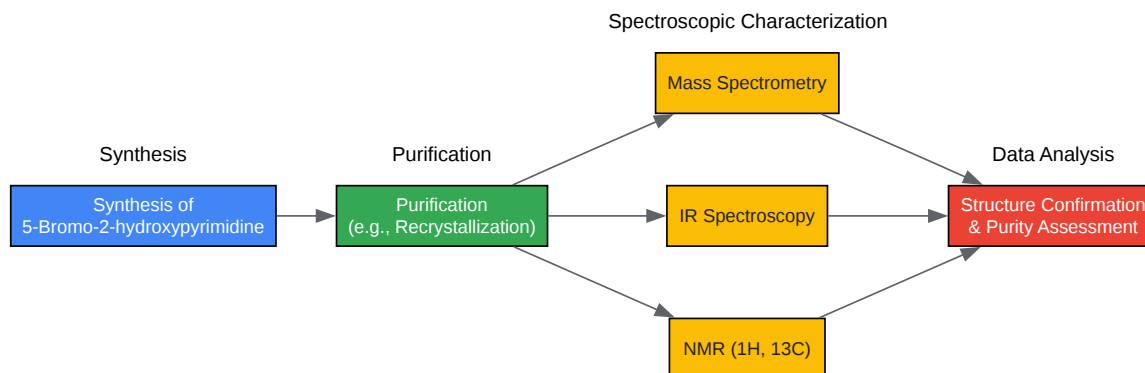 Spectroscopic Characterization
Mass Spectrometry
Synthesis
Purification
Data Analysis
Synthesis of
5-Bromo-2-hydroxypyrimidine
Purification
(e.g., Recrystallization)
IR Spectroscopy
Structure Confirmation
& Purity Assessment
NMR (1H, 13C)